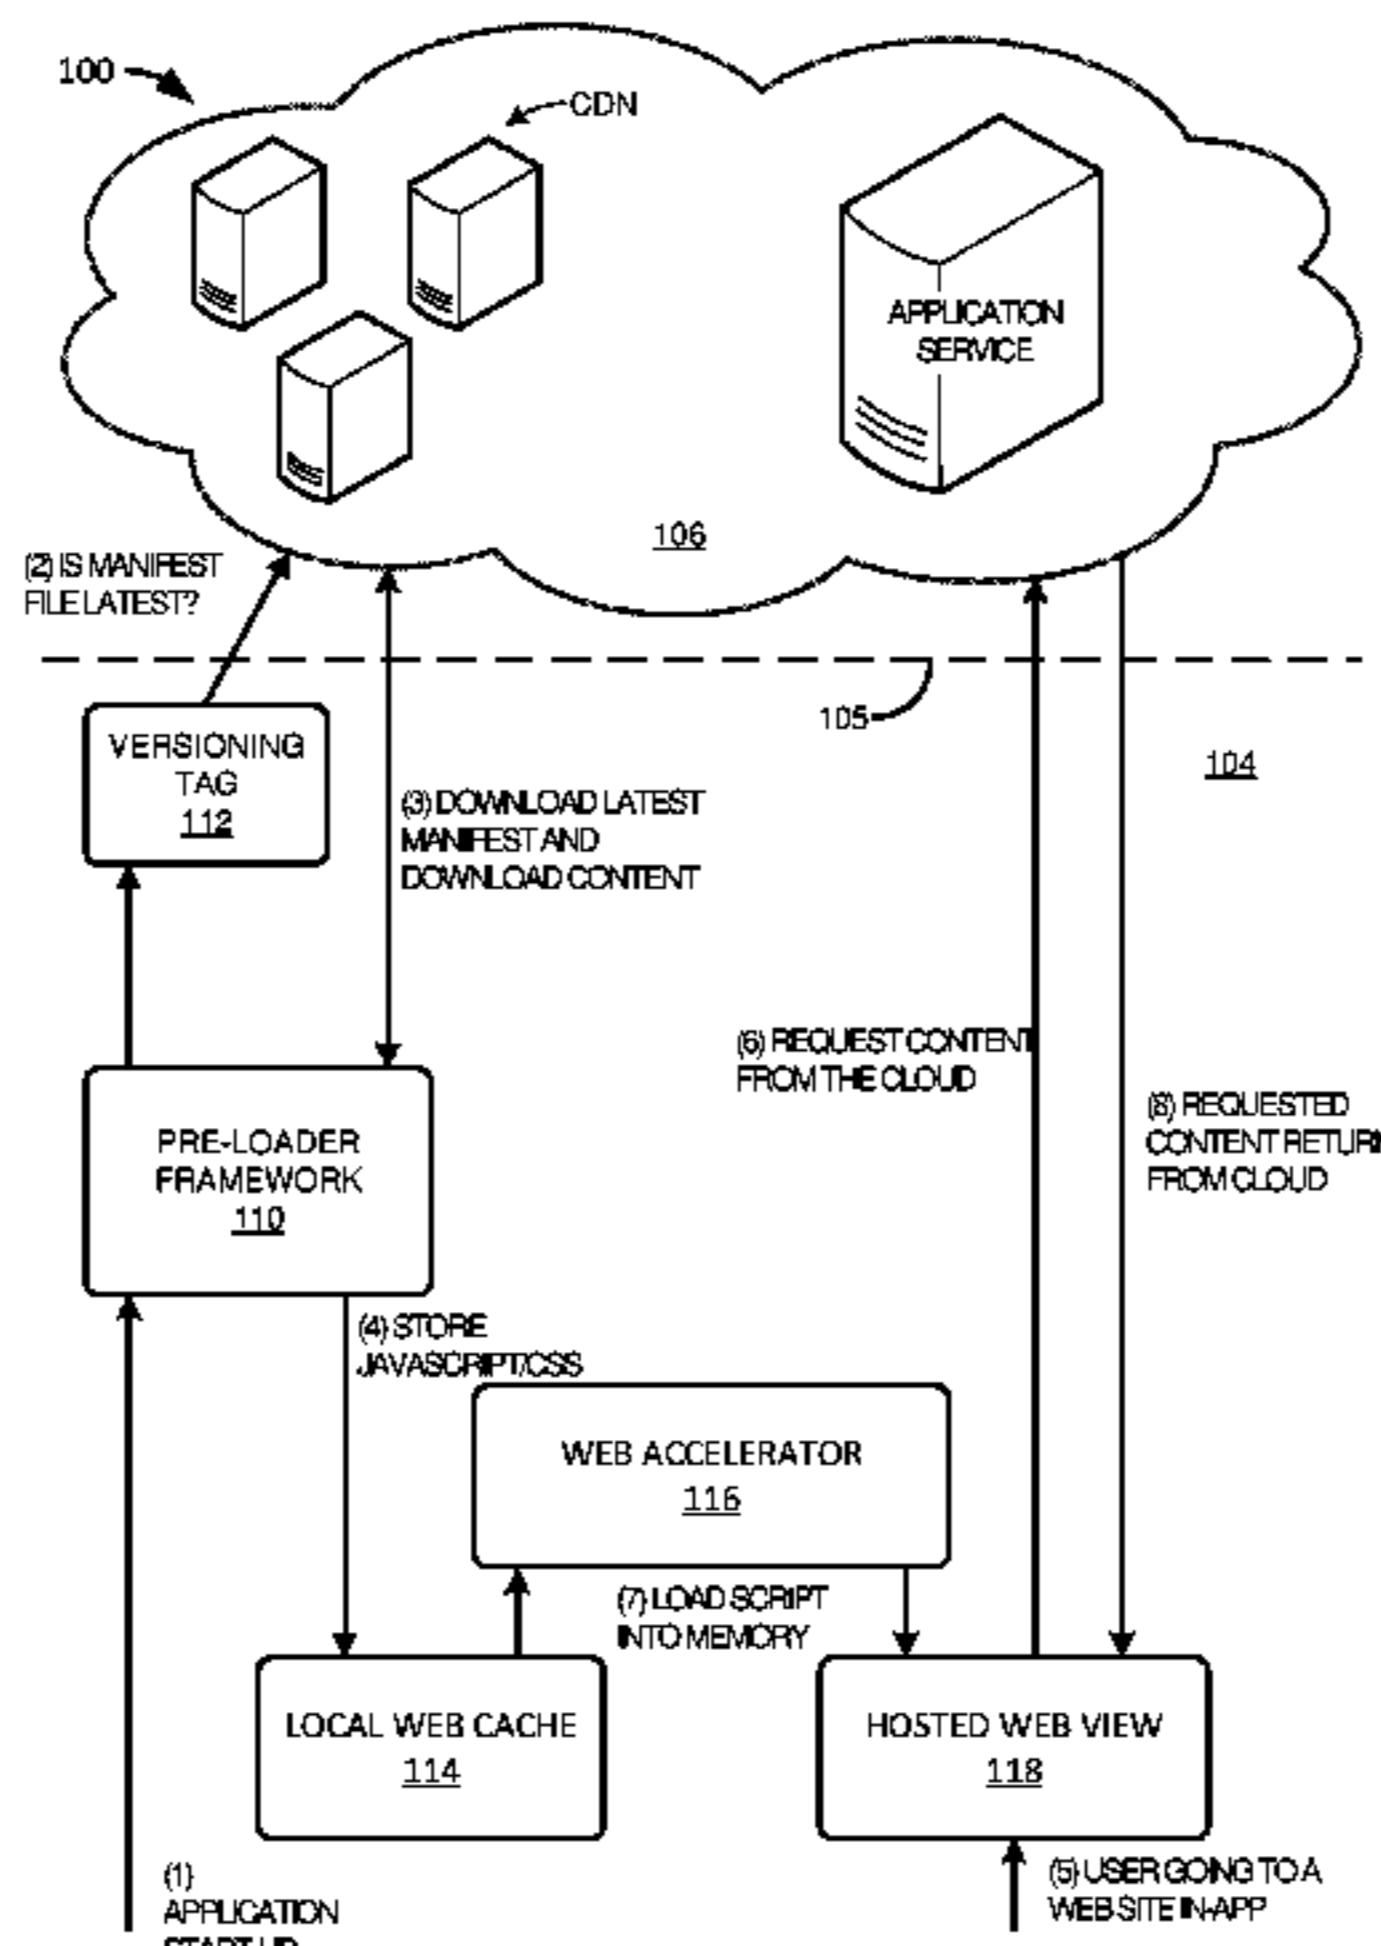 100
CDN
APPLICATION
SERVICE
106
(2) IS MANIFEST
FILE LATEST?
105
104
VERSIONING
TAG
112
(3) DOWNLOAD LATEST
MANIFEST AND
DOWNLOAD CONTENT
(6) REQUEST CONTENT
FROM THE CLOUD
(8) REQUESTED
CONTENT RETURN
FROM CLOUD
PRE-LOADER
FRAMEWORK
110
(4) STORE
JAVASCRIPT/CSS
WEB ACCELERATOR
116
(7) LOAD SCRIPT
INTO MEMORY
LOCAL WEB CACHE
114
HOSTED WEB VIEW
118
(1)
APPLICATION
START-UP
(5) USER GOING TO A
WEB SITE IN-APP